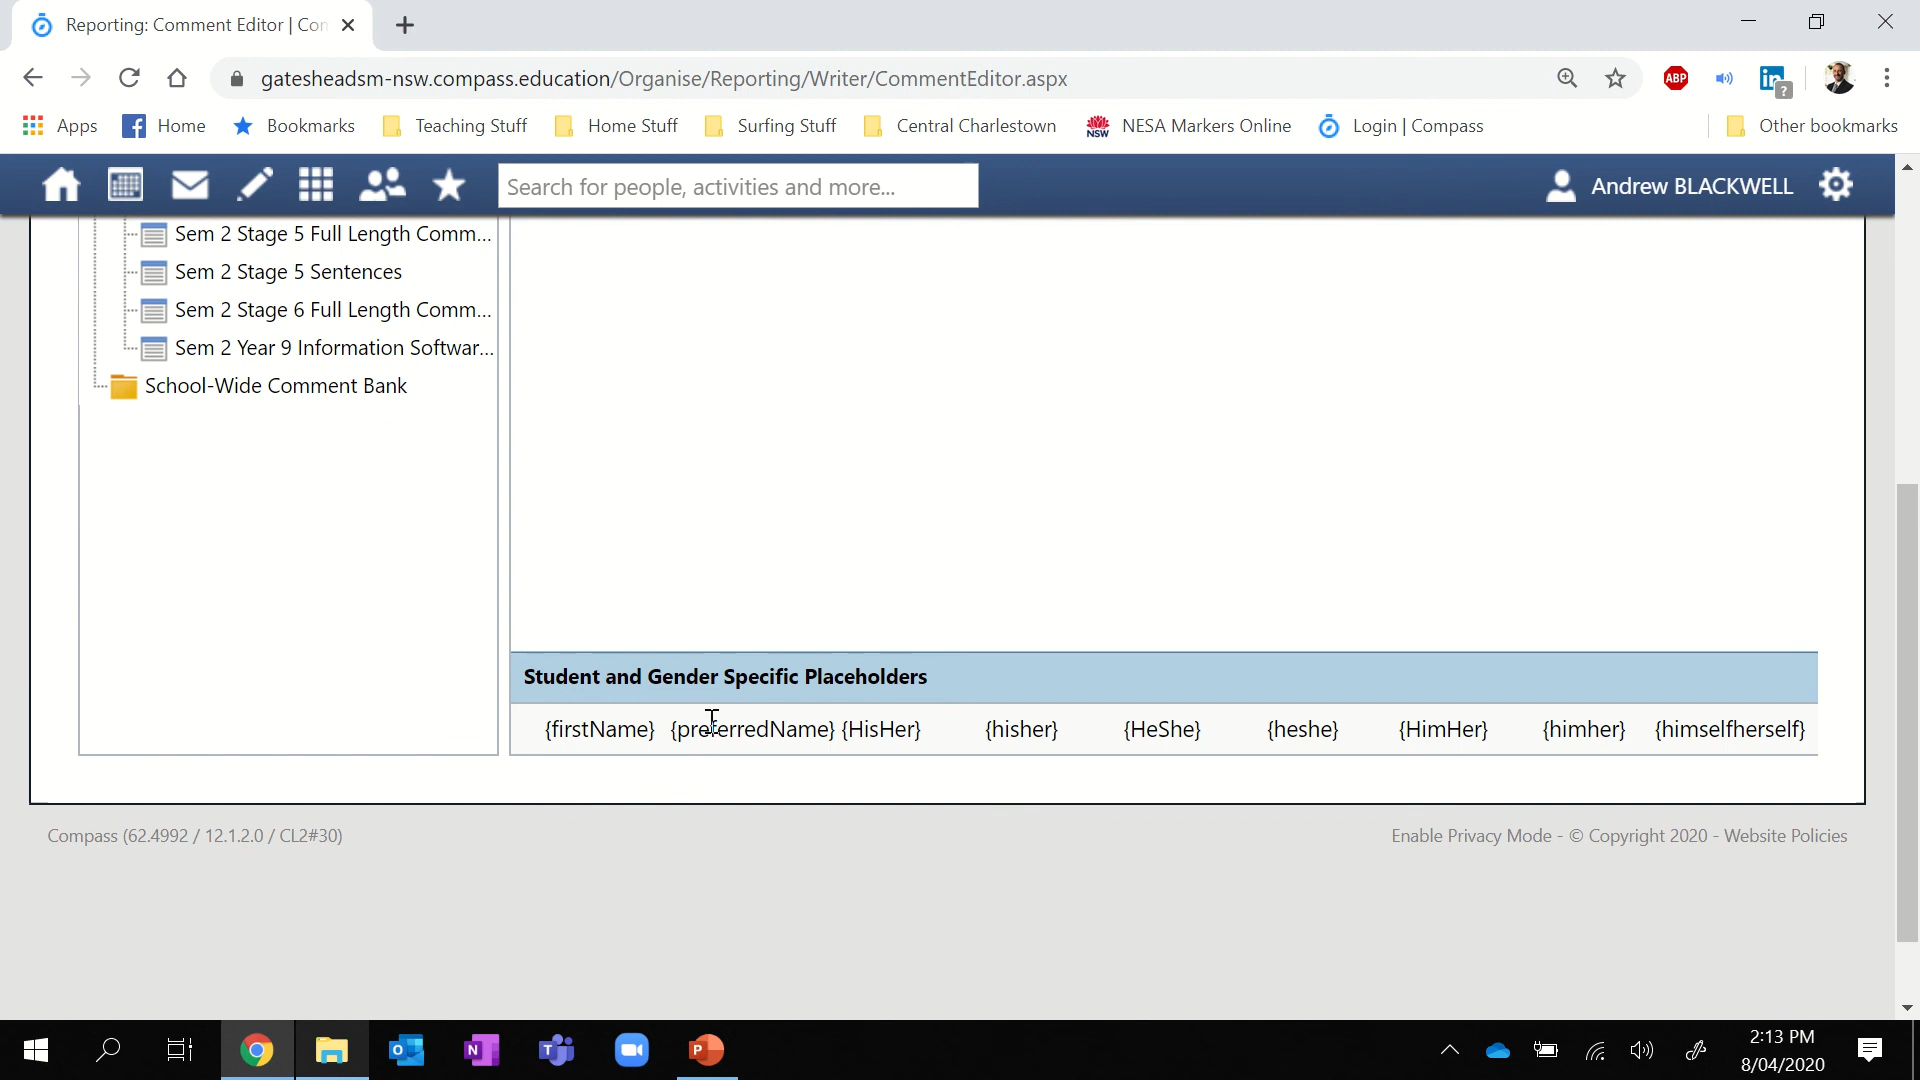 Reporting: Comment Editor | Con
gatesheadsm-nsw.compass.education/Organise/Reporting/Writer/CommentEditor.aspx
ABP
in
?
Apps
Home
Bookmarks
Teaching Stuff
Home Stuff
Surfing Stuff
Central Charlestown
NSW
NESA Markers Online
Login | Compass
Other bookmarks
Search for people, activities and more...
Andrew BLACKWELL
Sem 2 Stage 5 Full Length Comm...
Sem 2 Stage 5 Sentences
Sem 2 Stage 6 Full Length Comm...
Sem 2 Year 9 Information Softwar...
School-Wide Comment Bank
Student and Gender Specific Placeholders
{firstName} {preferredName} {HisHer} {hisher} {HeShe} {heshe} {HimHer} {himher} {himselfherself}
Compass (62.4992 / 12.1.2.0 / CL2#30)
Enable Privacy Mode - © Copyright 2020 - Website Policies
2:13 PM
8/04/2020